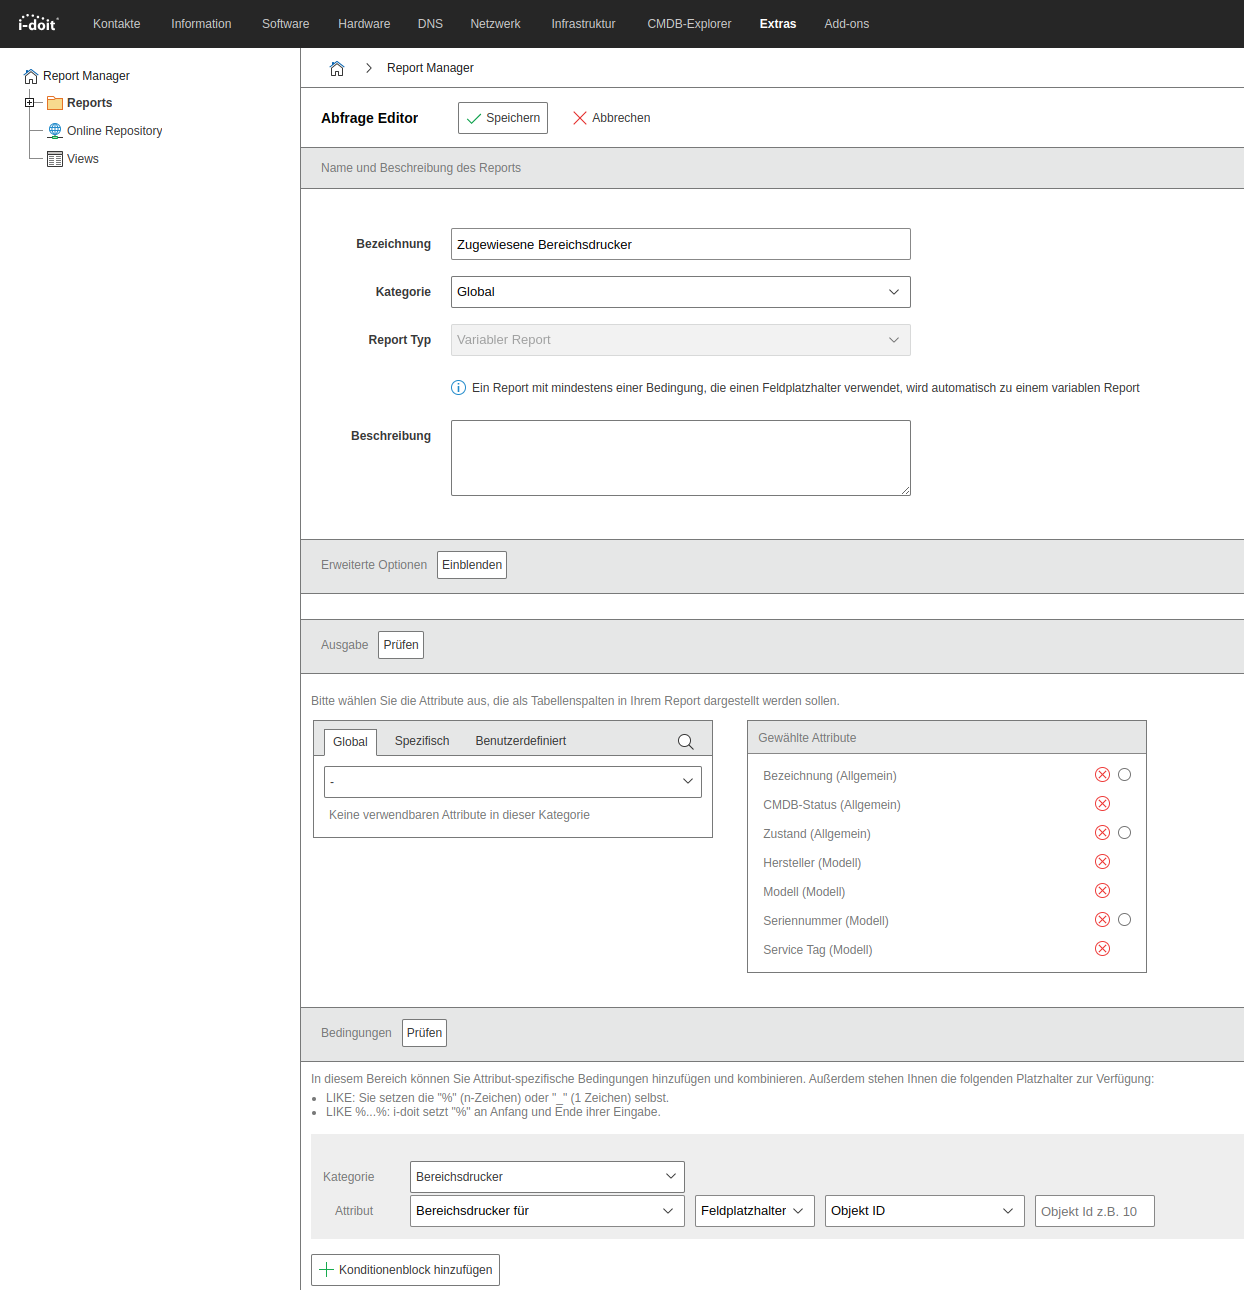 i-doit Kontakte Information Software Hardware DNS Netzwerk Infrastruktur CMDB-Explorer Extras Add-ons
Report Manager
Reports
Online Repository
Views
Report Manager
Abfrage Editor Speichern Abbrechen
Name und Beschreibung des Reports
Bezeichnung Zugewiesene Bereichsdrucker
Kategorie Global
Report Typ Variabler Report
Ein Report mit mindestens einer Bedingung, die einen Feldplatzhalter verwendet, wird automatisch zu einem variablen Report
Beschreibung
Erweiterte Optionen Einblenden
Ausgabe Prüfen
Bitte wählen Sie die Attribute aus, die als Tabellenspalten in Ihrem Report dargestellt werden sollen.
Global Spezifisch Benutzerdefiniert
-
Keine verwendbaren Attribute in dieser Kategorie
Gewählte Attribute
Bezeichnung (Allgemein)
CMDB-Status (Allgemein)
Zustand (Allgemein)
Hersteller (Modell)
Modell (Modell)
Seriennummer (Modell)
Service Tag (Modell)
Bedingungen Prüfen
In diesem Bereich können Sie Attribut-spezifische Bedingungen hinzufügen und kombinieren. Außerdem stehen Ihnen die folgenden Platzhalter zur Verfügung:
• LIKE: Sie setzen die "%" (n-Zeichen) oder "_" (1 Zeichen) selbst.
• LIKE %...%: i-doit setzt "%" an Anfang und Ende ihrer Eingabe.
Kategorie Bereichsdrucker
Attribut Bereichsdrucker für Feldplatzhalter Objekt ID Objekt Id z.B. 10
Konditionenblock hinzufügen